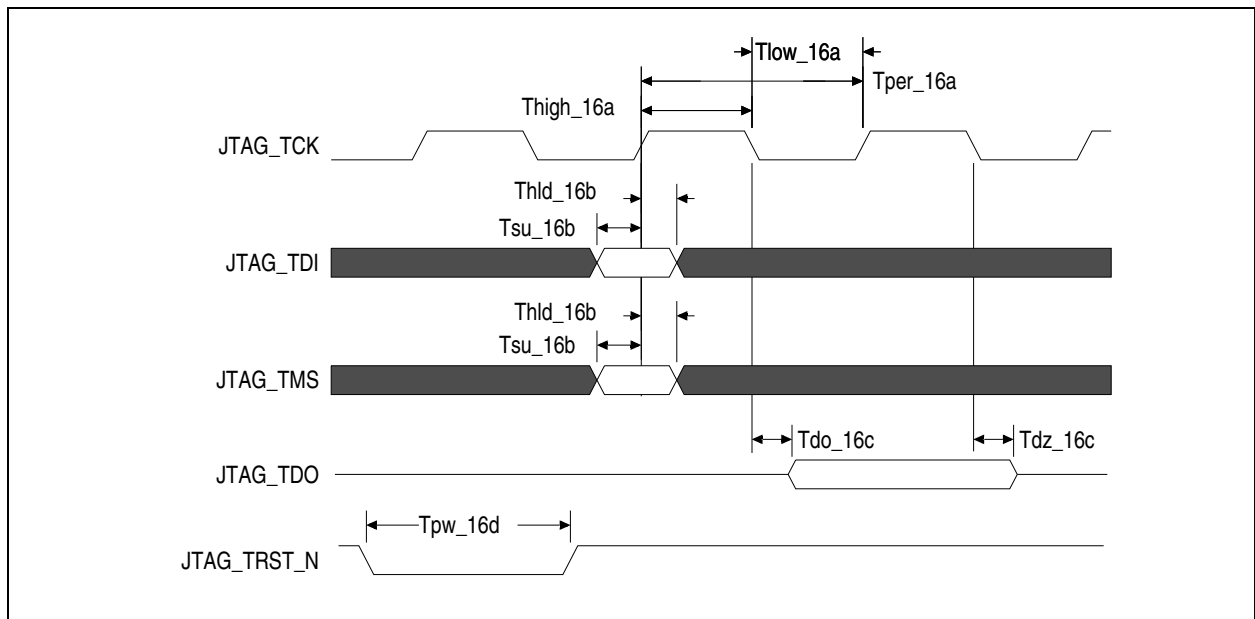 Tlow_16a
Tper_16a
Thigh_16a
JTAG_TCK
Thld_16b
Tsu_16b
JTAG_TDI
Thld_16b
Tsu_16b
JTAG_TMS
Tdo_16c
Tdz_16c
JTAG_TDO
Tpw_16d
JTAG_TRST_N